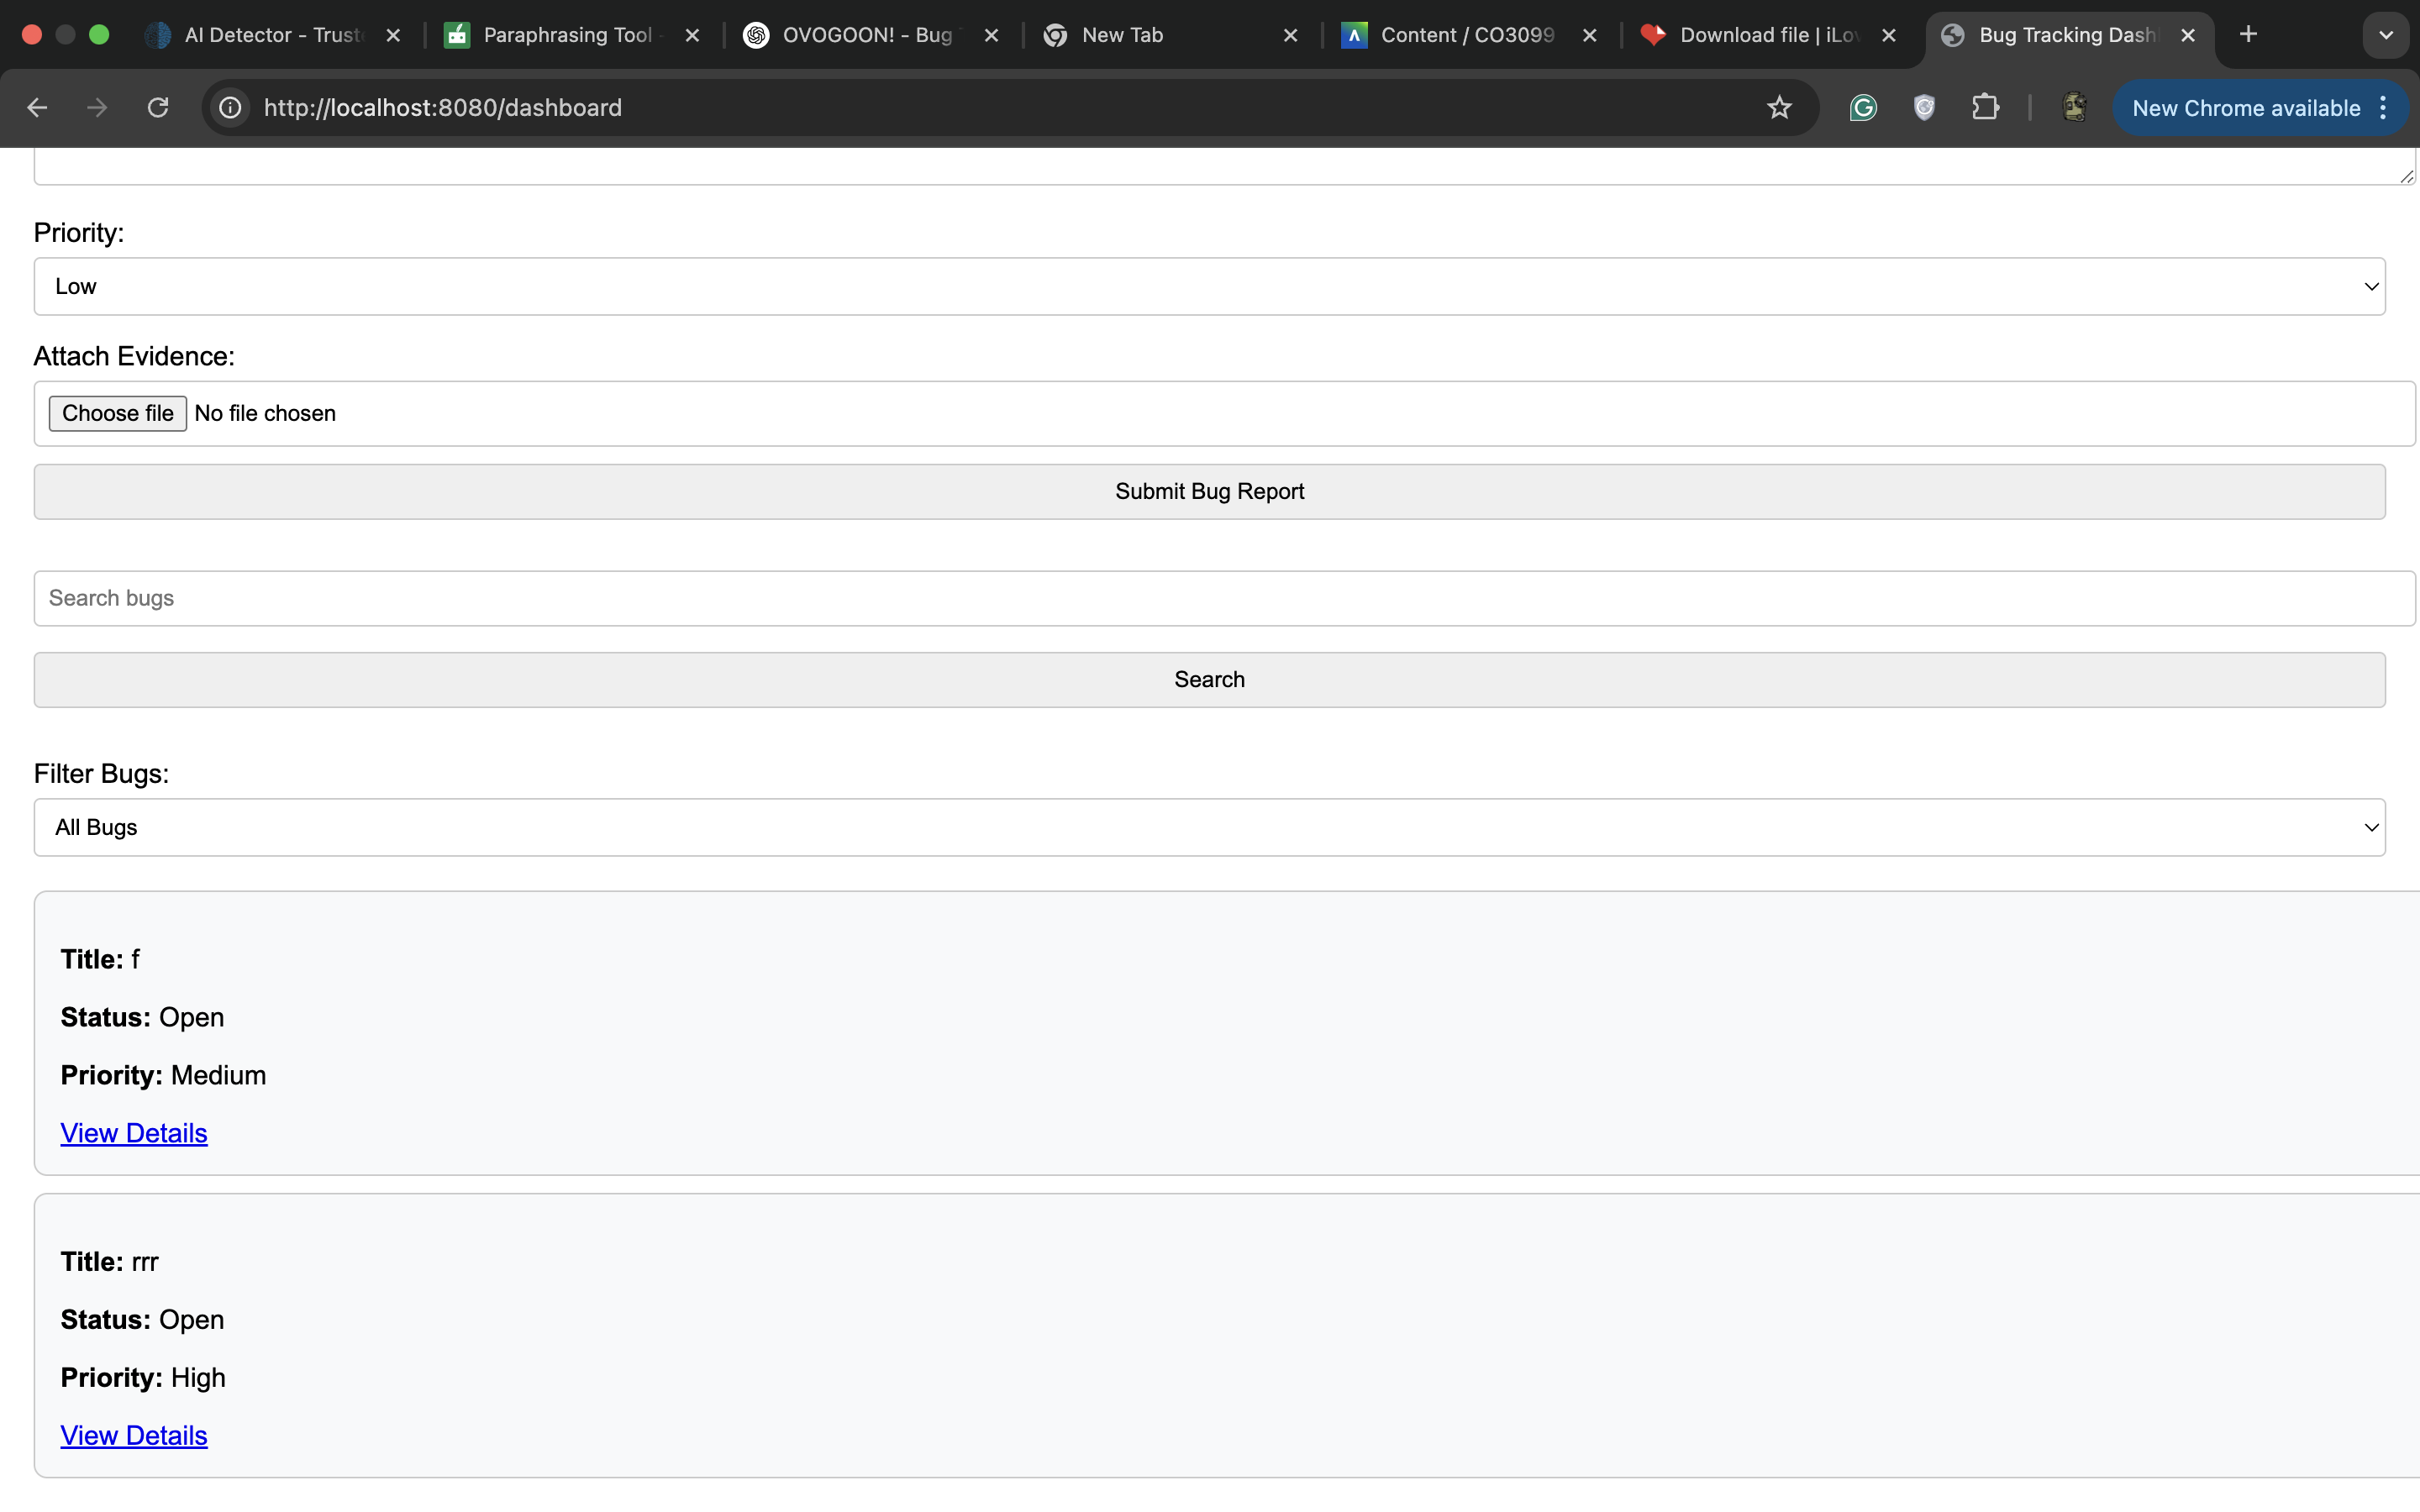 AI Detector - Trust
Paraphrasing Tool -
OVOGOON! - Bug
New Tab
Content / CO3099
Download file | iLov
Bug Tracking Dash
http://localhost:8080/dashboard
New Chrome available
Priority:
Low
Attach Evidence:
Choose file No file chosen
Submit Bug Report
Search bugs
Search
Filter Bugs:
All Bugs
Title: f
Status: Open
Priority: Medium
View Details
Title: rrr
Status: Open
Priority: High
View Details